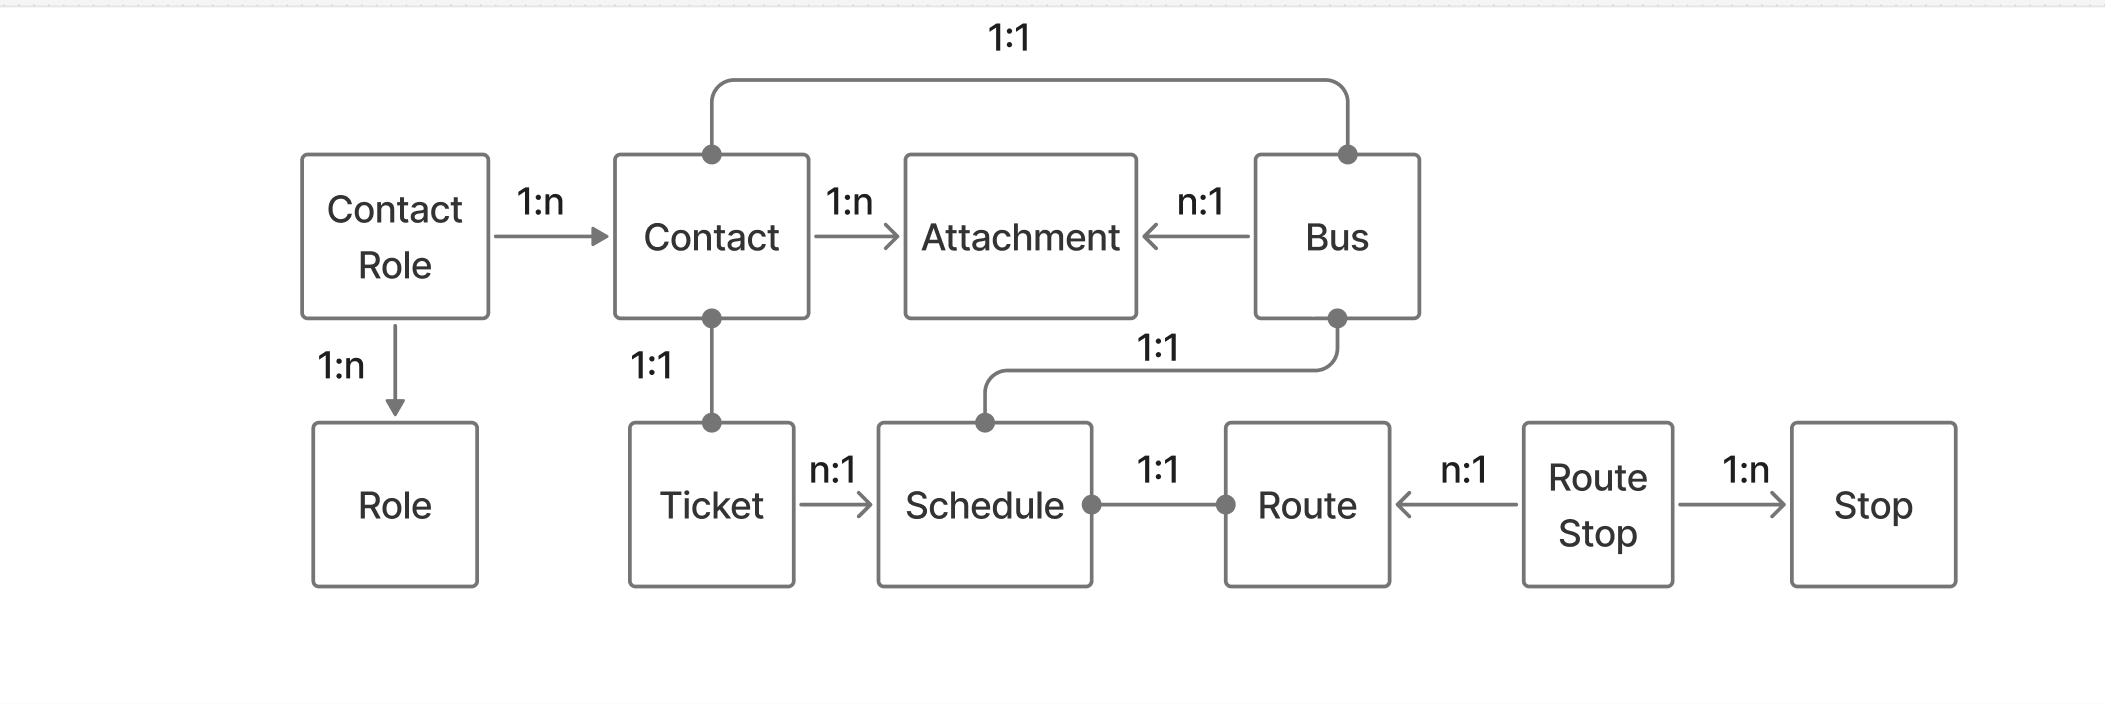 1:1
Contact
Role
1:n
Contact
1:n
Attachment
n:1
Bus
1:n
1:1
1:1
Role
Ticket
n:1
Schedule
1:1
Route
n:1
Route
Stop
1:n
Stop